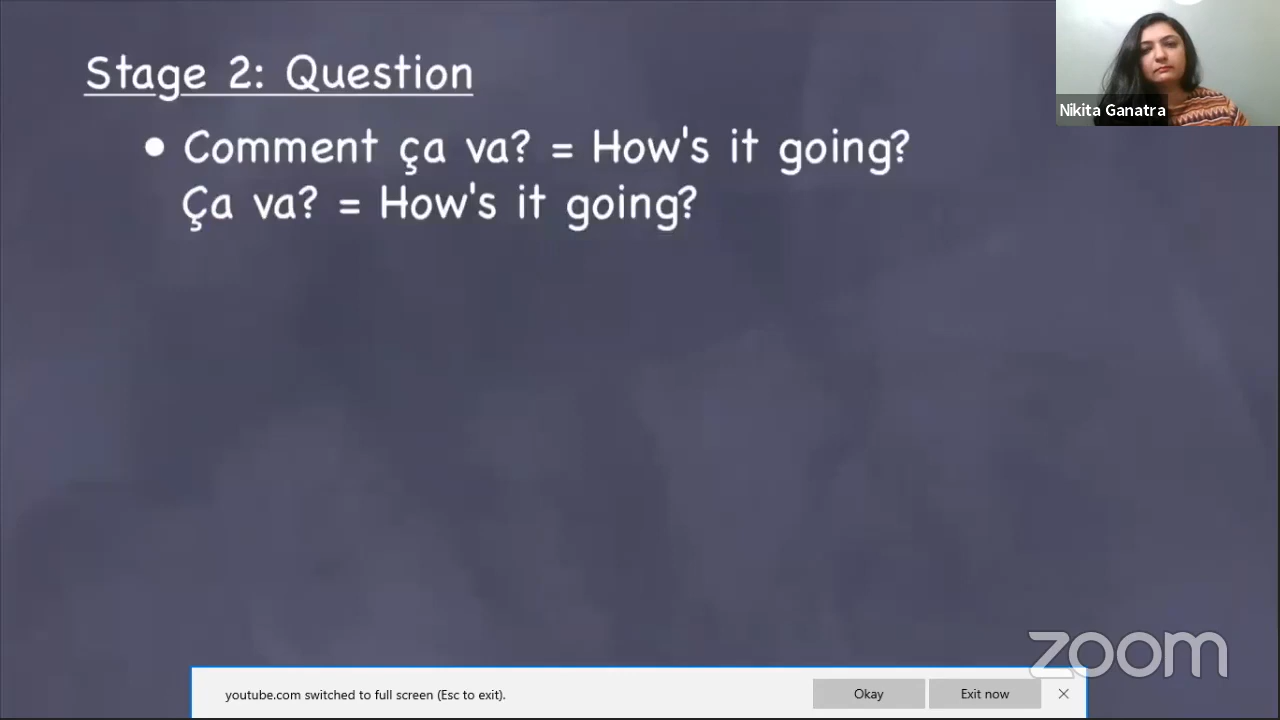 Stage 2: Question
• Comment ça va? = How's it going?
Ça va? = How's it going?
Nikita Ganatra
zoom
youtube.com switched to full screen (Esc to exit).
Okay
Exit now